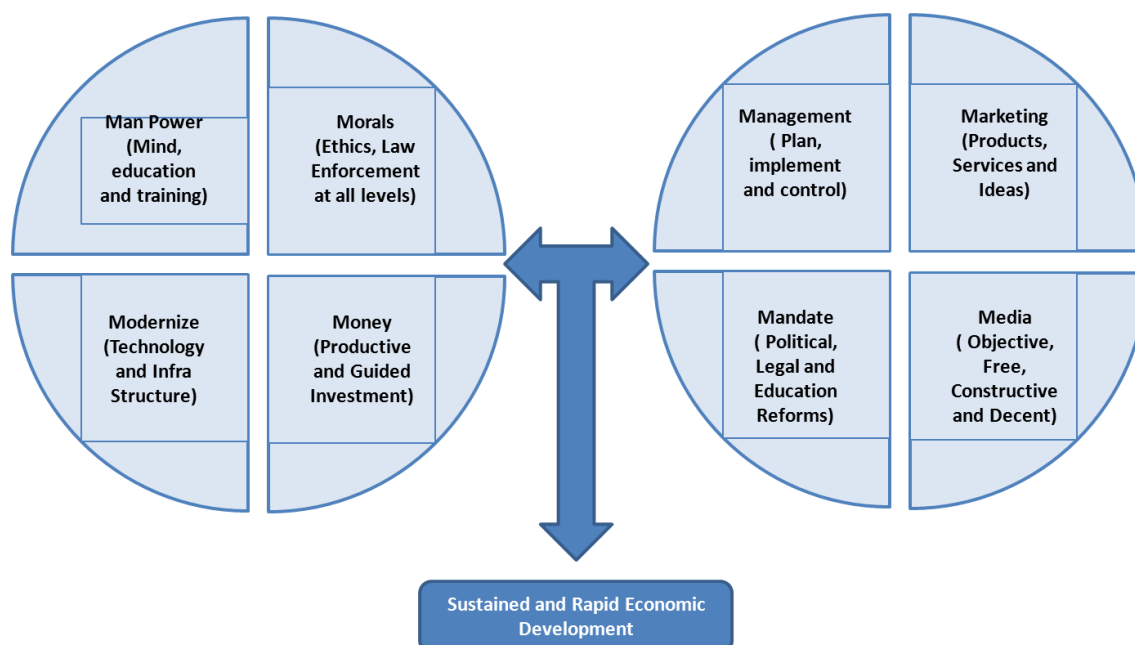 Man Power
(Mind,
education
and training)
Morals
(Ethics, Law
Enforcement
at all levels)
Modernize
(Technology
and Infra
Structure)
Money
(Productive
and Guided
Investment)
Management
( Plan,
implement
and control)
Marketing
(Products,
Services and
Ideas)
Mandate
( Political,
Legal and
Education
Reforms)
Media
( Objective,
Free,
Constructive
and Decent)
Sustained and Rapid Economic
Development